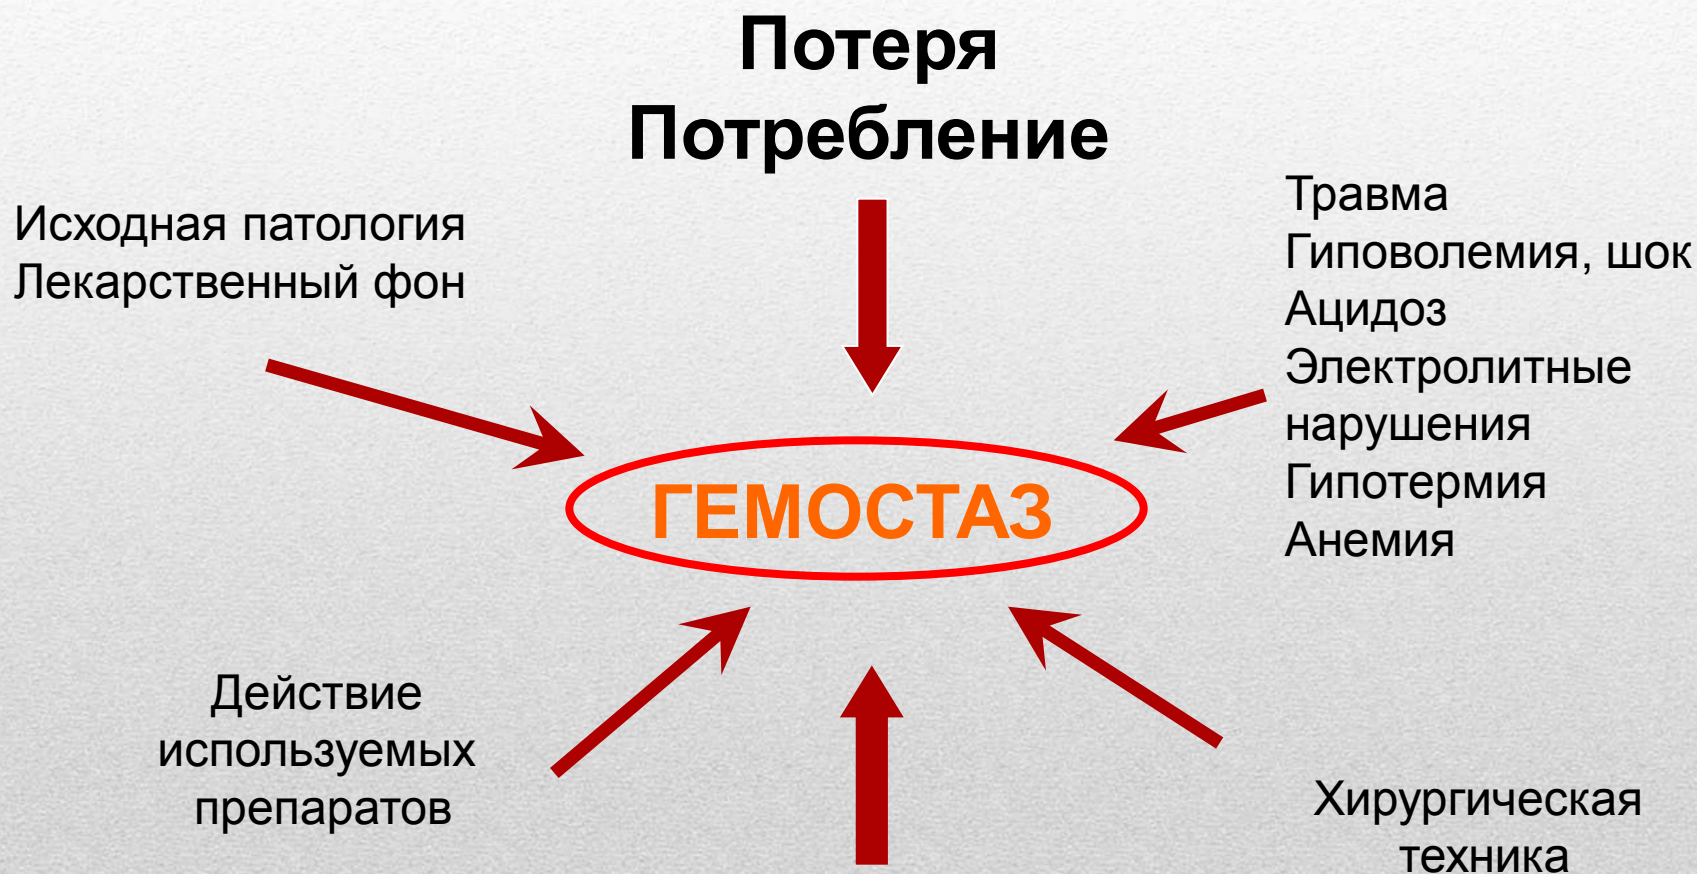 Потеря
Потребление
Исходная патология
Лекарственный фон
Травма
Гиповолемия, шок
Ацидоз
Электролитные
нарушения
Гипотермия
Анемия
ГЕМОСТАЗ
Действие
используемых
препаратов
Хирургическая
техника